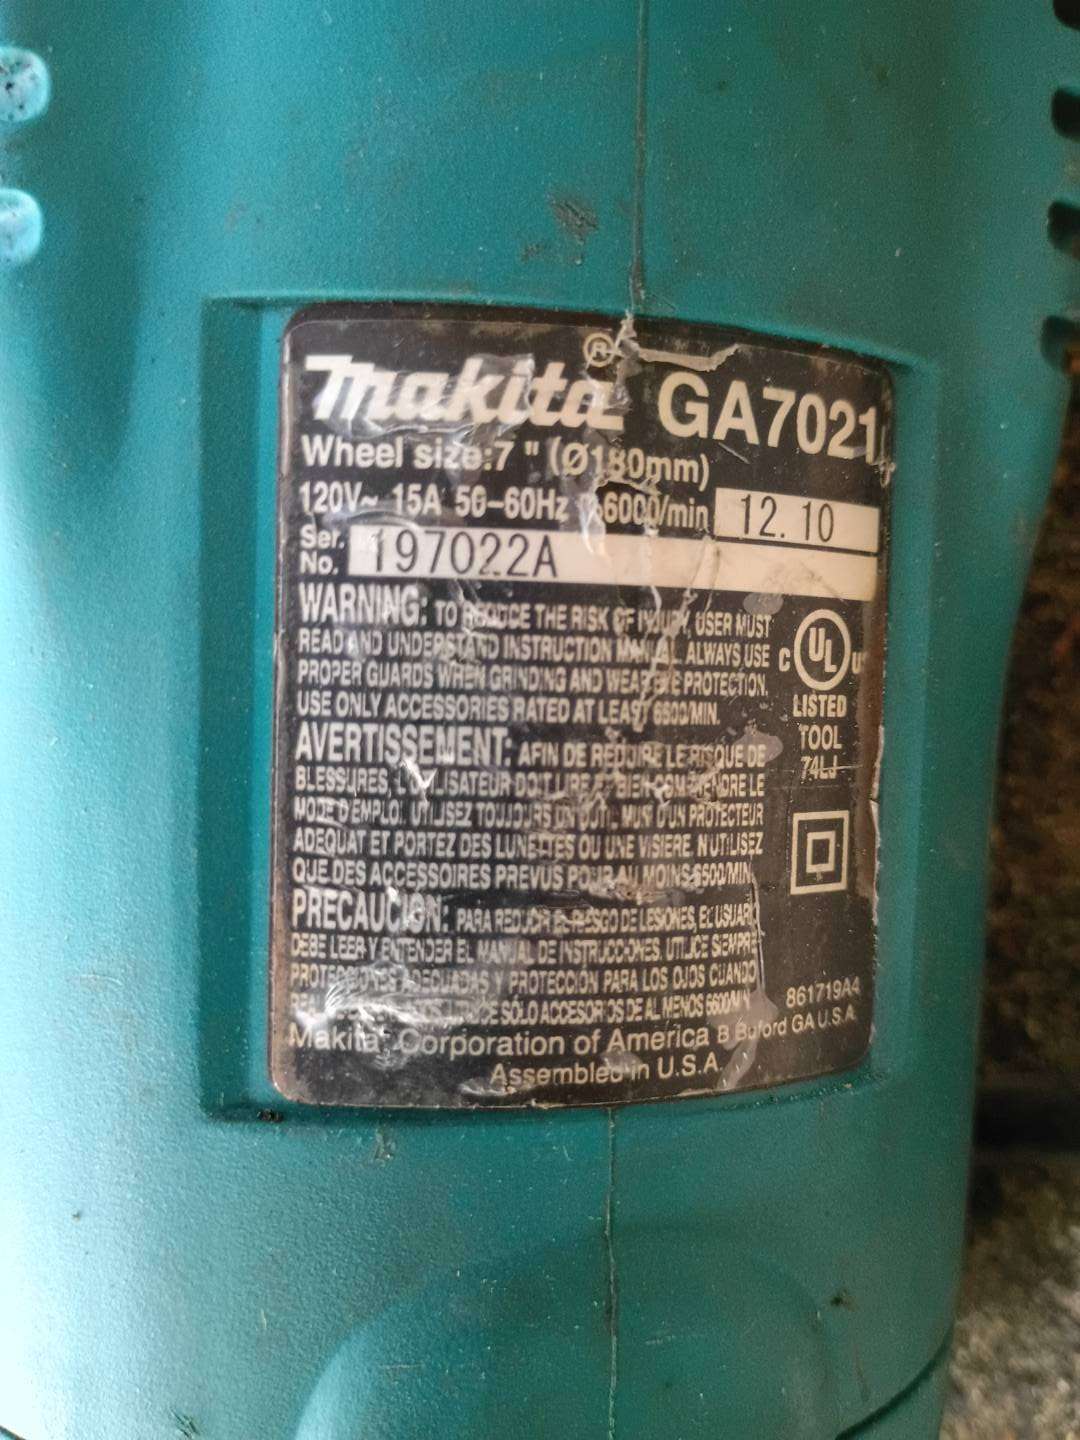 Makita ® GA7021
Wheel size:7 " (Ø180mm)
120V~ 15A 50-60Hz 6000/min 12. 10
Ser. No. 197022A
WARNING: TO REDUCE THE RISK OF INJURY, USER MUST
READ AND UNDERSTAND INSTRUCTION MANUAL. ALWAYS USE
PROPER GUARDS WHEN GRINDING AND WEAR EYE PROTECTION.
USE ONLY ACCESSORIES RATED AT LEAST 6600/MIN.
C UL US
LISTED
TOOL
74LJ
AVERTISSEMENT: AFIN DE REDUIRE LE RISQUE DE
BLESSURES, L'UTILISATEUR DOIT LIRE ET BIEN COMPRENDRE LE
MODE D'EMPLOI. UTILISEZ TOUJOURS UN OUTIL MUNI D'UN PROTECTEUR
ADEQUAT ET PORTEZ DES LUNETTES OU UNE VISIERE. N'UTILISEZ
QUE DES ACCESSOIRES PREVUS POUR AU MOINS 6600/MIN.
PRECAUCION: PARA REDUCIR EL RIESGO DE LESIONES, EL USUARIO
DEBE LEER Y ENTENDER EL MANUAL DE INSTRUCCIONES. UTILICE SIEMPRE
PROTECCIONES ADECUADAS Y PROTECCION PARA LOS OJOS CUANDO
SOLO ACCESORIOS DE AL MENOS 6600/MIN
861719A4
Makita Corporation of America B Buford GA U.S.A.
Assembled in U.S.A.